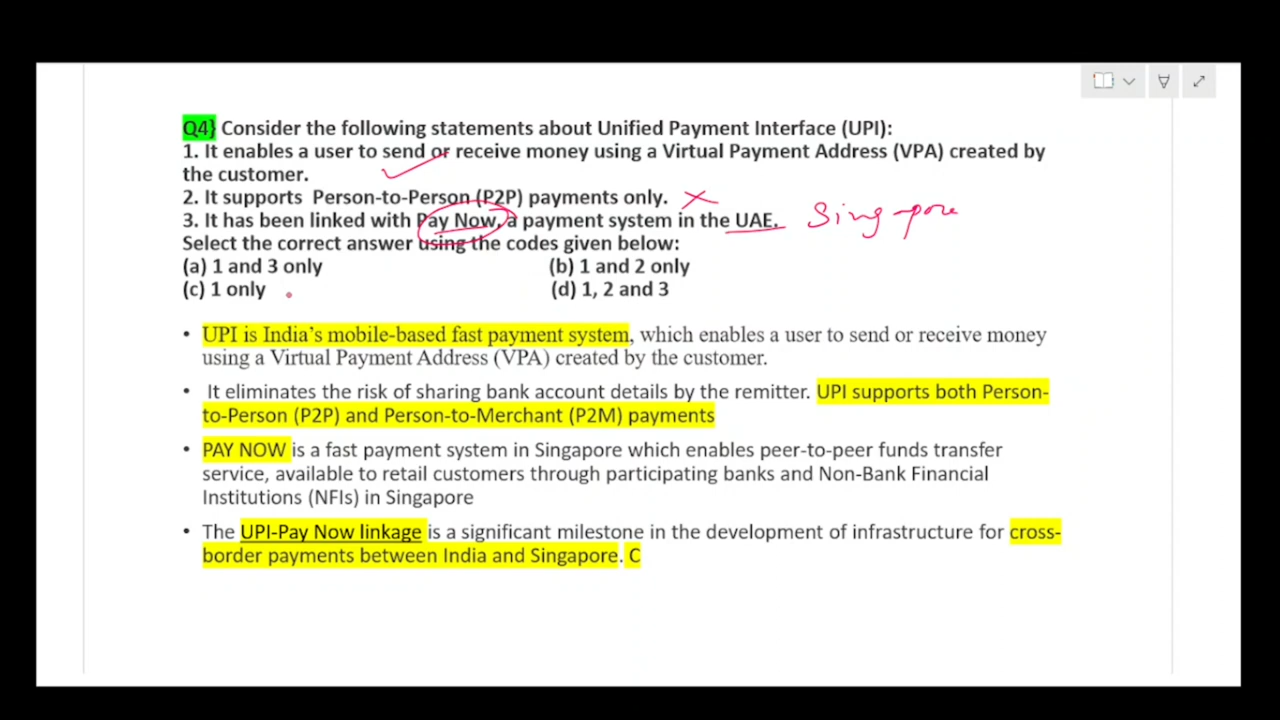 Q4} Consider the following statements about Unified Payment Interface (UPI):
1. It enables a user to send or receive money using a Virtual Payment Address (VPA) created by
the customer.
2. It supports Person-to-Person (P2P) payments only.
3. It has been linked with Pay Now, a payment system in the UAE. Singapore
Select the correct answer using the codes given below:
(a) 1 and 3 only (b) 1 and 2 only
(c) 1 only (d) 1, 2 and 3
• UPI is India’s mobile-based fast payment system, which enables a user to send or receive money
using a Virtual Payment Address (VPA) created by the customer.
• It eliminates the risk of sharing bank account details by the remitter. UPI supports both Person-
to-Person (P2P) and Person-to-Merchant (P2M) payments
• PAY NOW is a fast payment system in Singapore which enables peer-to-peer funds transfer
service, available to retail customers through participating banks and Non-Bank Financial
Institutions (NFIs) in Singapore
• The UPI-Pay Now linkage is a significant milestone in the development of infrastructure for cross-
border payments between India and Singapore. C